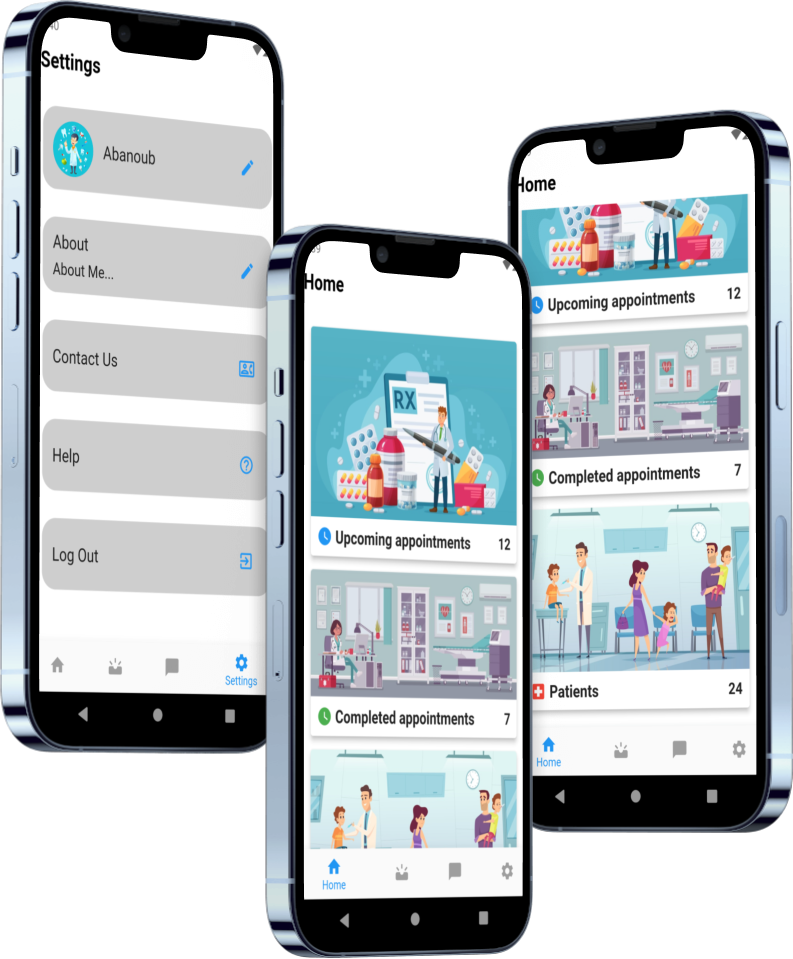 Settings
Abanoub
About
About Me...
Contact Us
Help
Log Out
Settings
Home
RX
Upcoming appointments 12
Completed appointments 7
Home
Home
Upcoming appointments 12
Completed appointments 7
Patients 24
Home